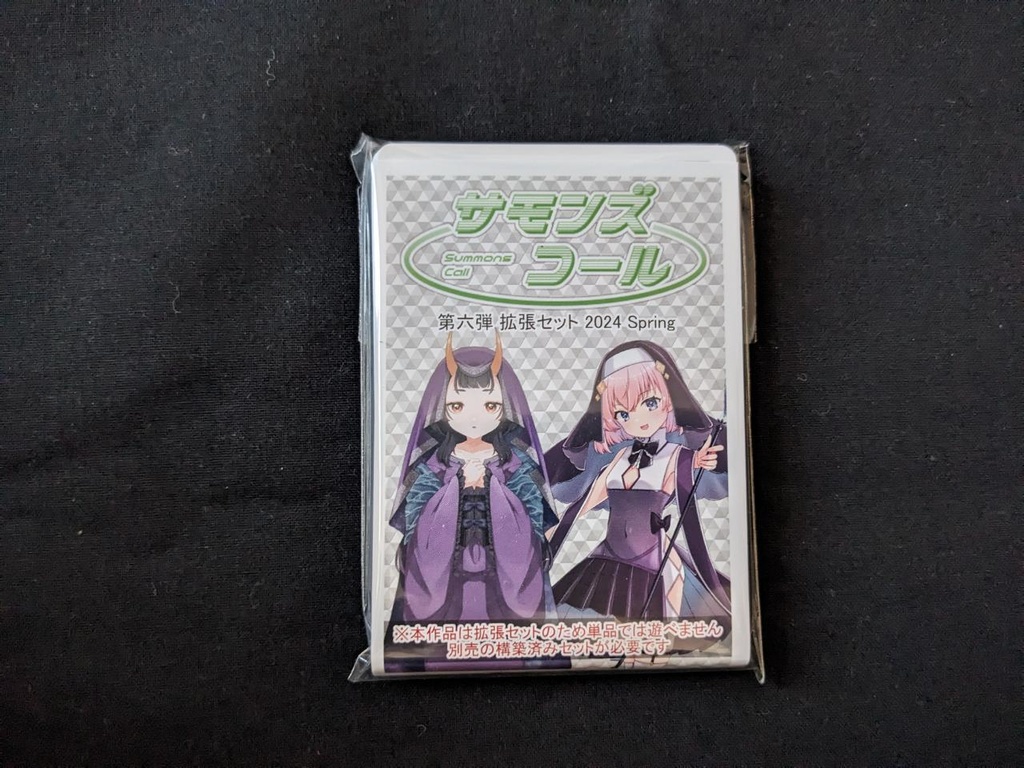 サモンズ
Summons
Call
コール
第六弾 拡張セット 2024 Spring
※本作品は拡張セットのため単品では遊べません
別売の構築済みセットが必要です